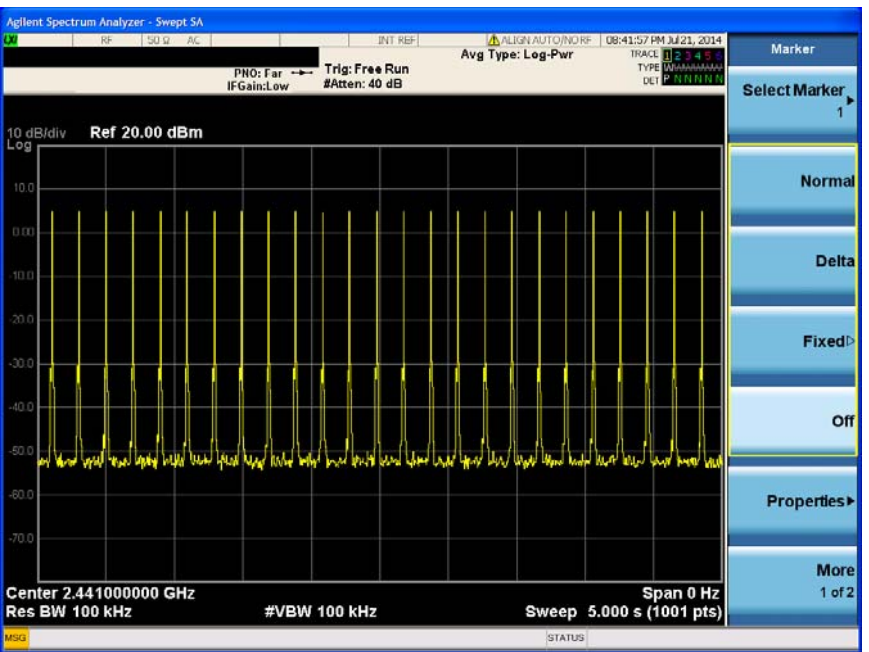 Agilent Spectrum Analyzer - Swept SA
RF 50 Ω AC INT REF ALIGN AUTO/NO RF 08:41:57 PM Jul 21, 2014
Marker
Avg Type: Log-Pwr TRACE 1 2 3 4 5 6
PNO: Far Trig: Free Run TYPE
IFGain:Low #Atten: 40 dB DET P N N N N N
Select Marker
1
10 dB/div Ref 20.00 dBm
Log
10.0
0.00
-10.0
-20.0
-30.0
-40.0
-50.0
-60.0
-70.0
Normal
Delta
Fixed
Off
Properties
More
1 of 2
Center 2.441000000 GHz Span 0 Hz
Res BW 100 kHz #VBW 100 kHz Sweep 5.000 s (1001 pts)
MSG STATUS